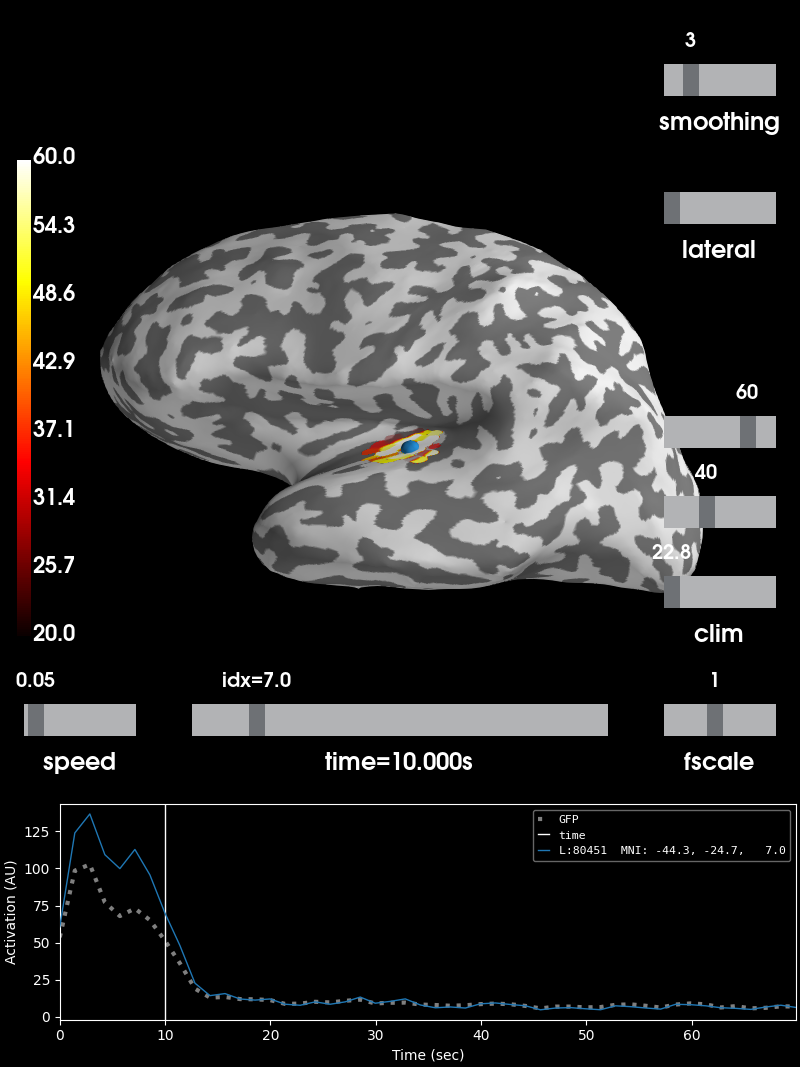 3
smoothing
60.0
54.3
lateral
48.6
42.9
60
37.1
40
31.4
22.8
25.7
20.0
clim
0.05
idx=7.0
1
speed
time=10.000s
fscale
125
100
75
50
25
0
Activation (AU)
GFP
time
L:80451 MNI: -44.3, -24.7, 7.0
0 10 20 30 40 50 60
Time (sec)